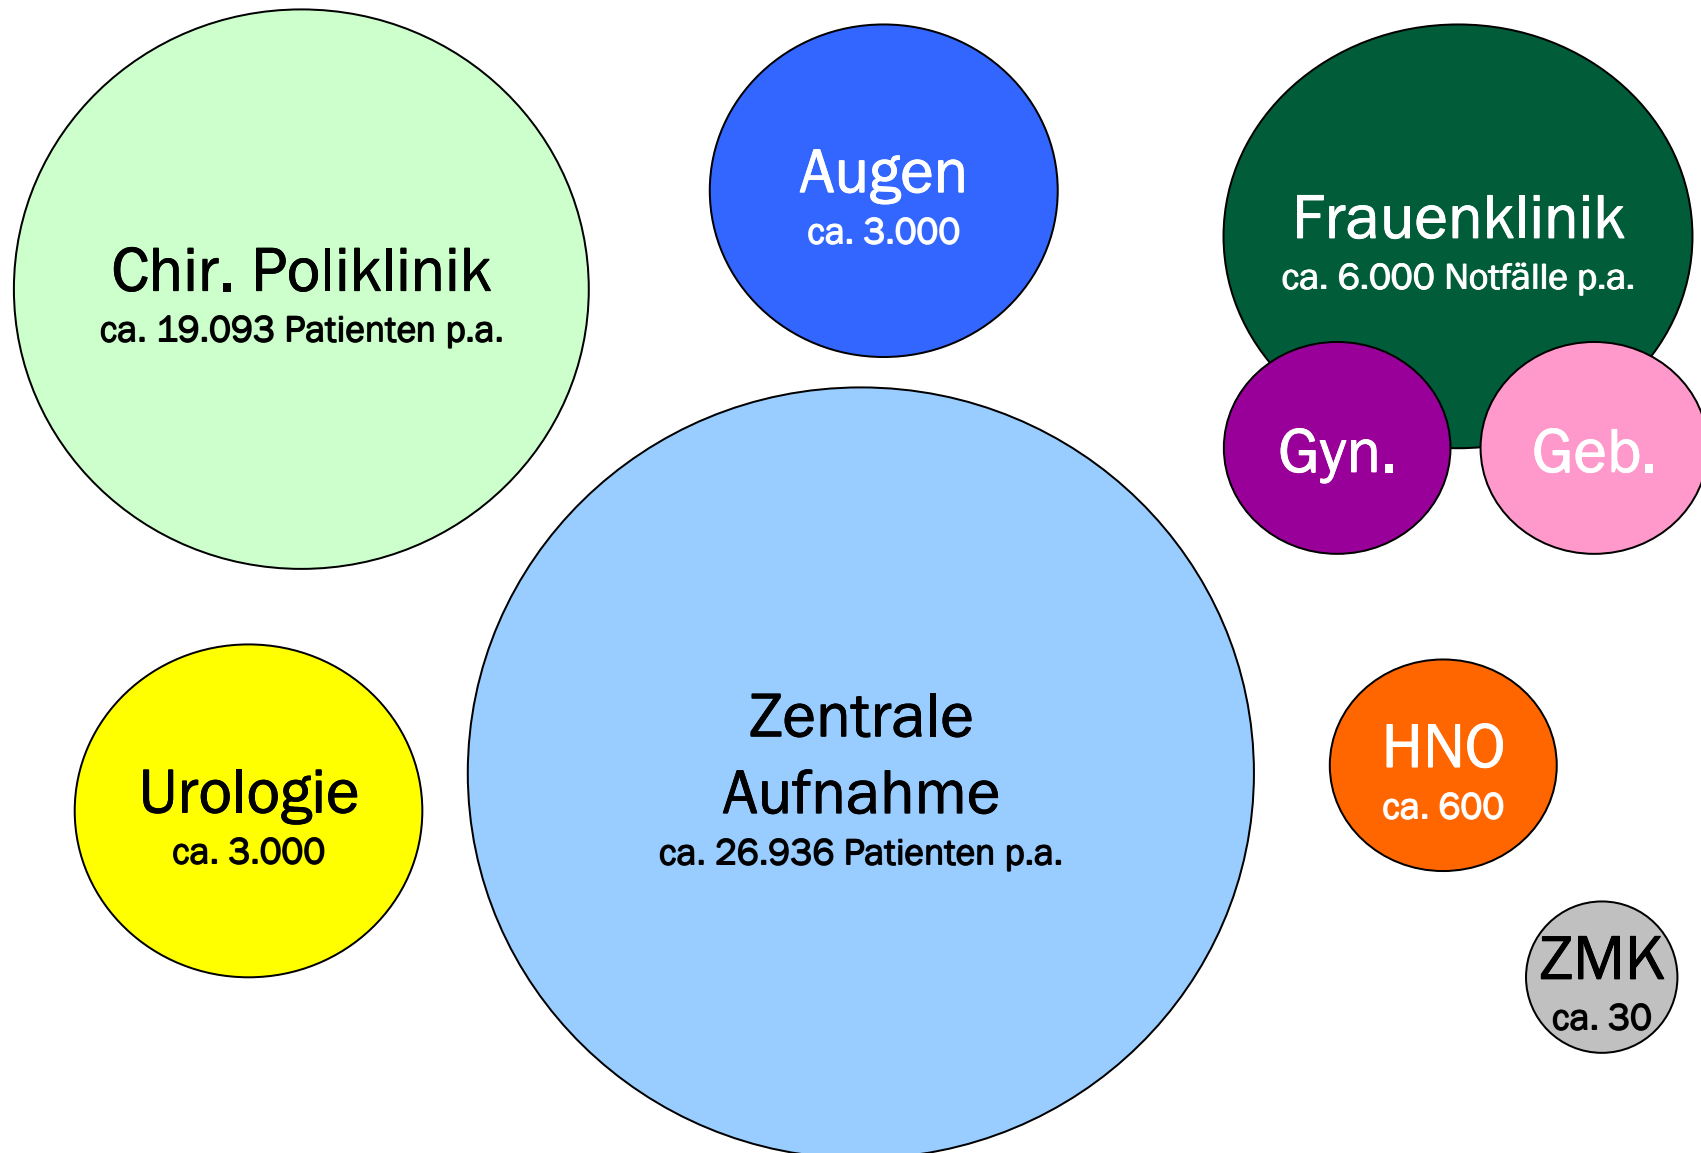 Chir. Poliklinik
ca. 19.093 Patienten p.a.
Augen
ca. 3.000
Frauenklinik
ca. 6.000 Notfälle p.a.
Gyn.
Geb.
Urologie
ca. 3.000
Zentrale
Aufnahme
ca. 26.936 Patienten p.a.
HNO
ca. 600
ZMK
ca. 30